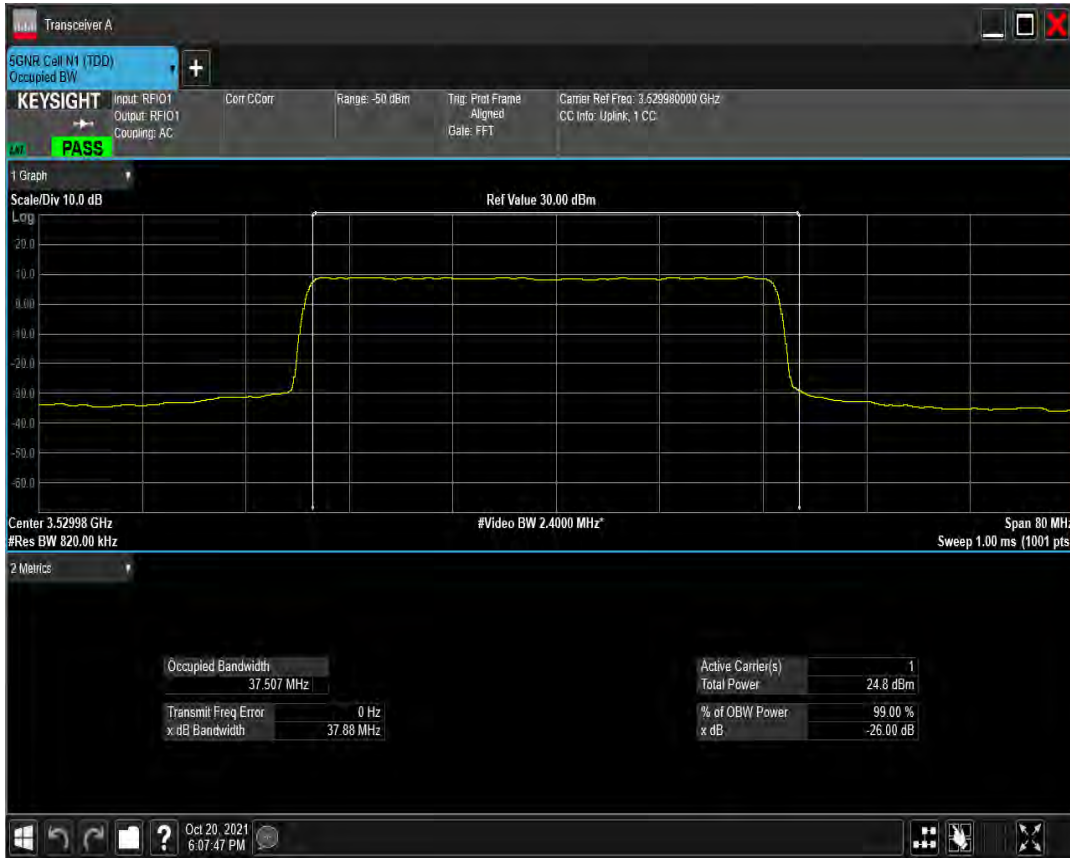 Transceiver A
5GNR Cell N1 (TDD)
Occupied BW
KEYSIGHT
Input: RFIO1
Output: RFIO1
Coupling: AC
Corr CCorr
Range: -50 dBm
Trig: Prot Frame
Aligned
Gate: FFT
Carrier Ref Freq: 3.529980000 GHz
CC Info: Uplink, 1 CC
PASS
1 Graph
Scale/Div 10.0 dB
Ref Value 30.00 dBm
Log
20.0
10.0
0.00
-10.0
-20.0
-30.0
-40.0
-50.0
-60.0
Center 3.52998 GHz
#Video BW 2.4000 MHz*
Span 80 MHz
#Res BW 820.00 kHz
Sweep 1.00 ms (1001 pts
2 Metrics
Occupied Bandwidth
37.507 MHz
Transmit Freq Error 0 Hz
x dB Bandwidth 37.88 MHz
Active Carrier(s) 1
Total Power 24.8 dBm
% of OBW Power 99.00 %
x dB -26.00 dB
Oct 20, 2021
6:07:47 PM